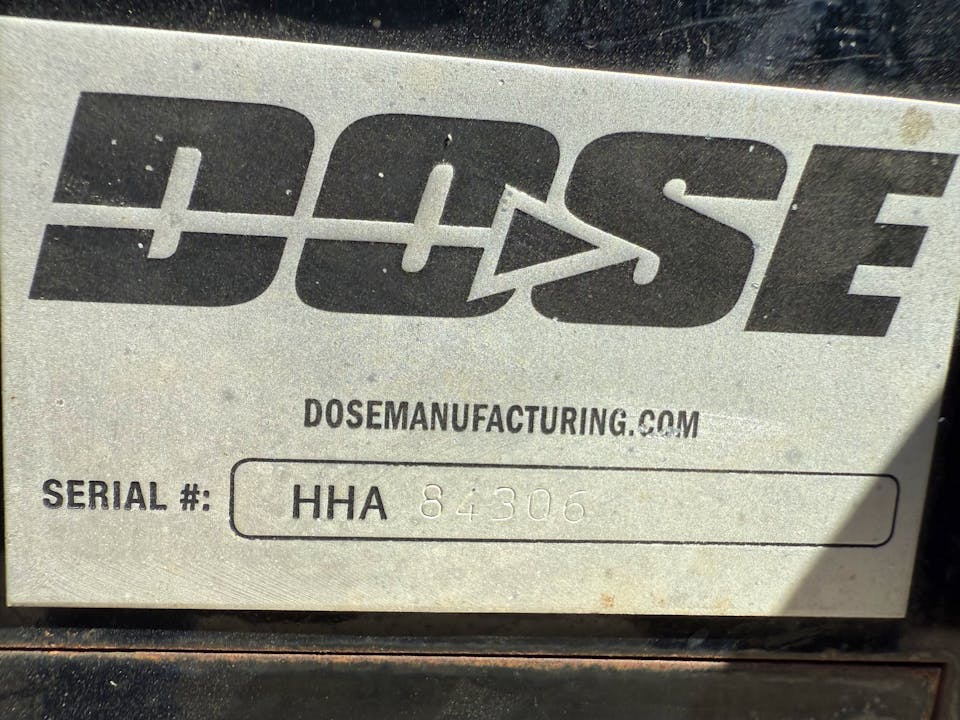 DOSE
DOSEMANUFACTURING.COM
SERIAL #: HHA 84306